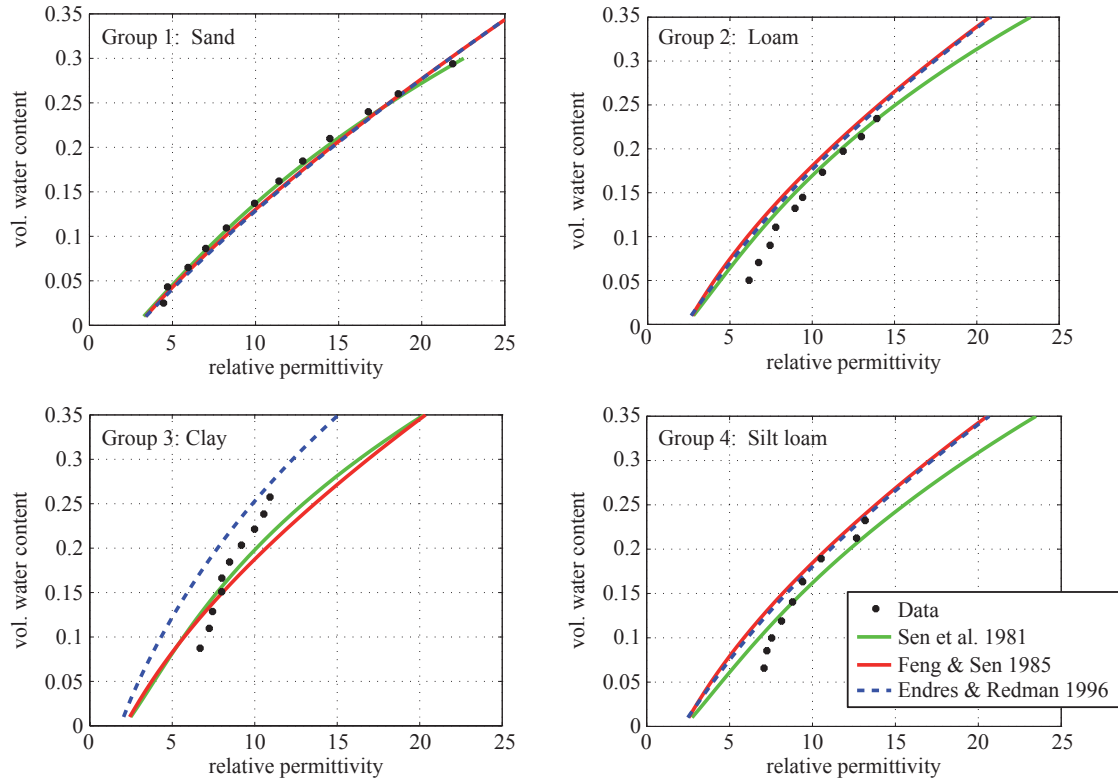 Group 1: Sand
0.35
0.3
0.25
0.2
0.15
0.1
0.05
0
vol. water content
0 5 10 15 20 25
relative permittivity
Group 2: Loam
0.35
0.3
0.25
0.2
0.15
0.1
0.05
0
vol. water content
0 5 10 15 20 25
relative permittivity
Group 3: Clay
0.35
0.3
0.25
0.2
0.15
0.1
0.05
0
vol. water content
0 5 10 15 20 25
relative permittivity
Group 4: Silt loam
0.35
0.3
0.25
0.2
0.15
0.1
0.05
0
vol. water content
0 5 10 15 20 25
relative permittivity
Data
Sen et al. 1981
Feng & Sen 1985
Endres & Redman 1996